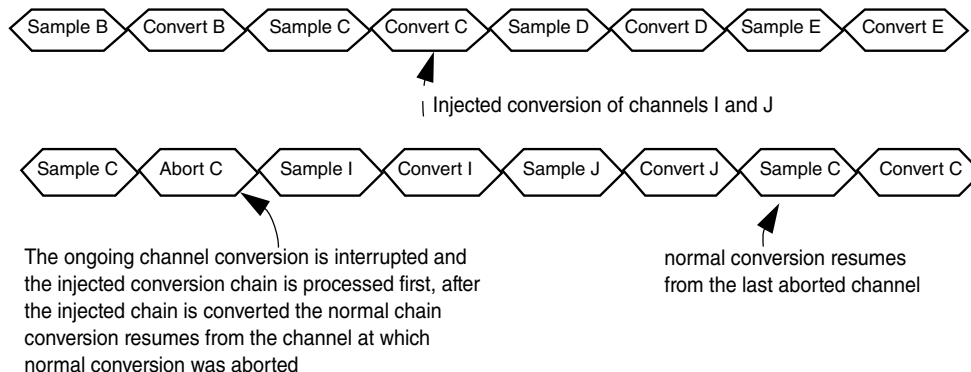 Sample B Convert B Sample C Convert C Sample D Convert D Sample E Convert E
Injected conversion of channels I and J
Sample C Abort C Sample I Convert I Sample J Convert J Sample C Convert C
The ongoing channel conversion is interrupted and
the injected conversion chain is processed first, after
the injected chain is converted the normal chain
conversion resumes from the channel at which
normal conversion was aborted
normal conversion resumes
from the last aborted channel